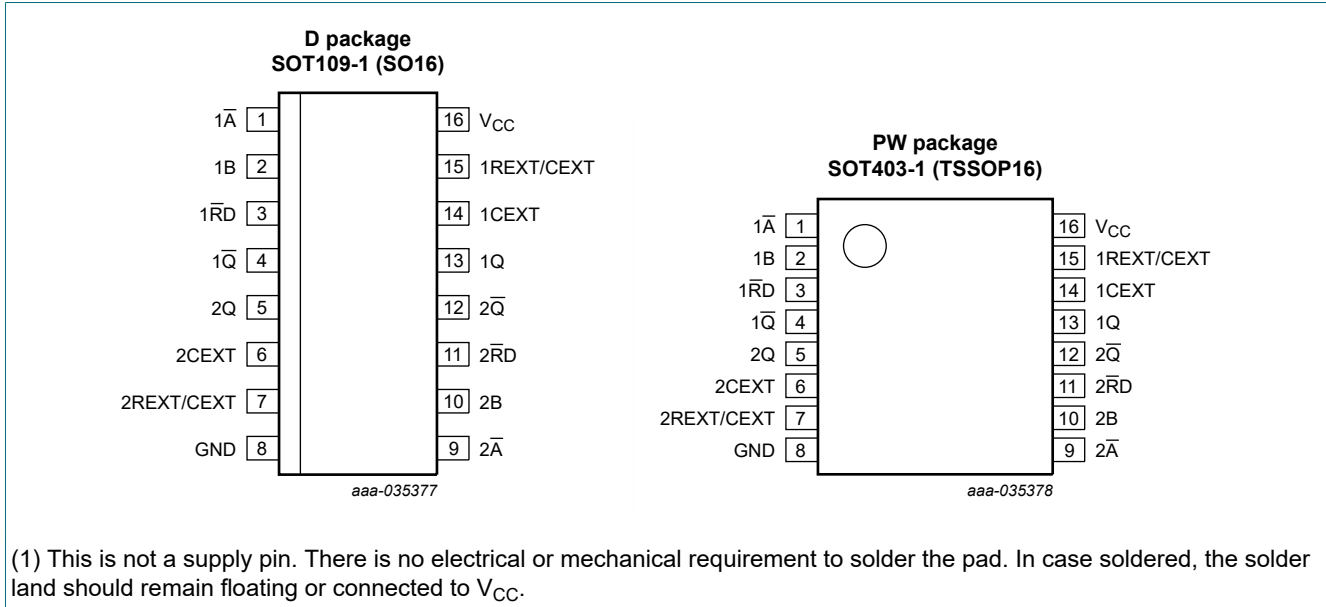 D package
SOT109-1 (SO16)
1A̅ 1
16 VCC
1B 2
15 1REXT/CEXT
1R̅D 3
14 1CEXT
1Q̅ 4
13 1Q
2Q 5
12 2Q̅
2CEXT 6
11 2R̅D
2REXT/CEXT 7
10 2B
GND 8
9 2A̅
aaa-035377
PW package
SOT403-1 (TSSOP16)
1A̅ 1
16 VCC
1B 2
15 1REXT/CEXT
1R̅D 3
14 1CEXT
1Q̅ 4
13 1Q
2Q 5
12 2Q̅
2CEXT 6
11 2R̅D
2REXT/CEXT 7
10 2B
GND 8
9 2A̅
aaa-035378
(1) This is not a supply pin. There is no electrical or mechanical requirement to solder the pad. In case soldered, the solder
land should remain floating or connected to VCC.